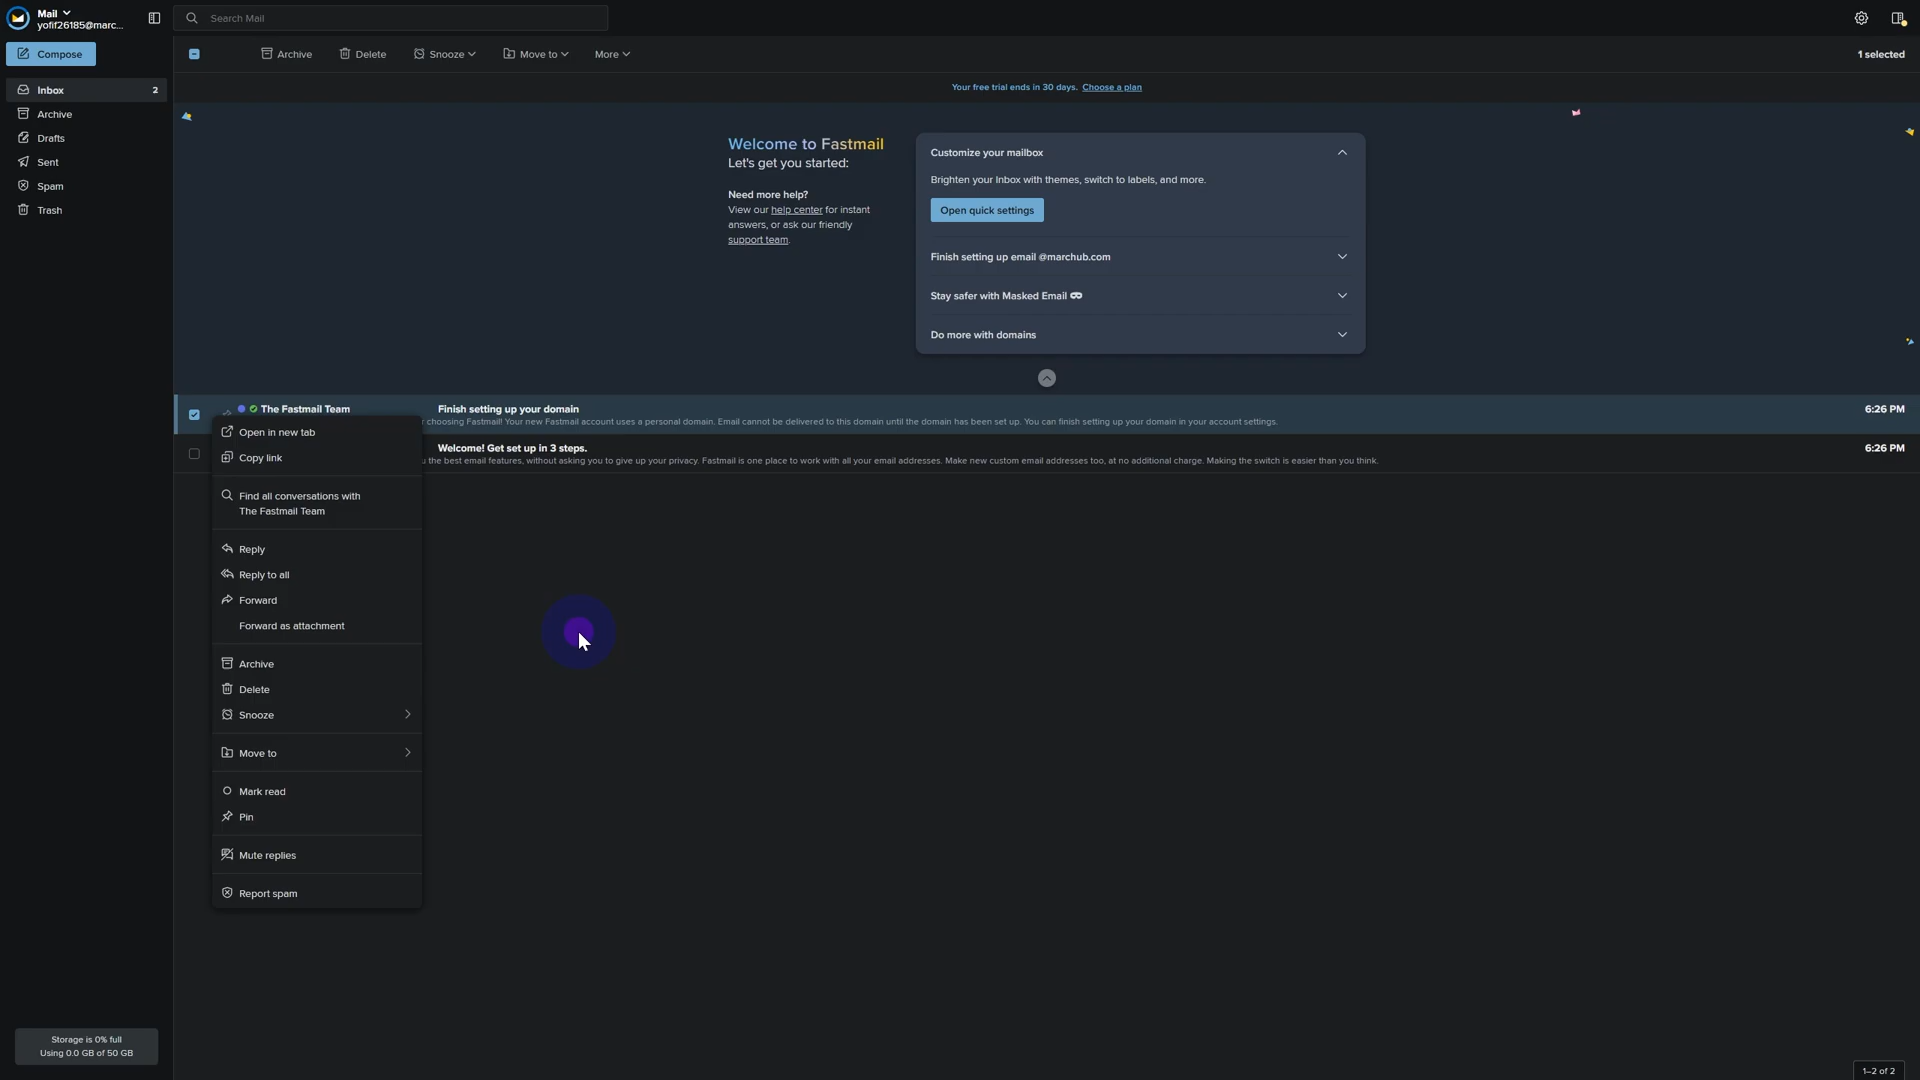 Mail
yofif26185@marc...
Search Mail
Compose
Archive
Delete
Snooze
Move to
More
1 selected
Inbox
2
Archive
Drafts
Sent
Spam
Trash
Your free trial ends in 30 days. Choose a plan
Welcome to Fastmail
Let's get you started:
Need more help?
View our help center for instant
answers, or ask our friendly
support team.
Customize your mailbox
Brighten your Inbox with themes, switch to labels, and more.
Open quick settings
Finish setting up email @marchub.com
Stay safer with Masked Email
Do more with domains
The Fastmail Team
Finish setting up your domain
6:26 PM
choosing Fastmail! Your new Fastmail account uses a personal domain. Email cannot be delivered to this domain until the domain has been set up. You can finish setting up your domain in your account settings.
Welcome! Get set up in 3 steps.
6:26 PM
the best email features, without asking you to give up your privacy. Fastmail is one place to work with all your email addresses. Make new custom email addresses too, at no additional charge. Making the switch is easier than you think.
Open in new tab
Copy link
Find all conversations with
The Fastmail Team
Reply
Reply to all
Forward
Forward as attachment
Archive
Delete
Snooze
Move to
Mark read
Pin
Mute replies
Report spam
Storage is 0% full
Using 0.0 GB of 50 GB
1–2 of 2